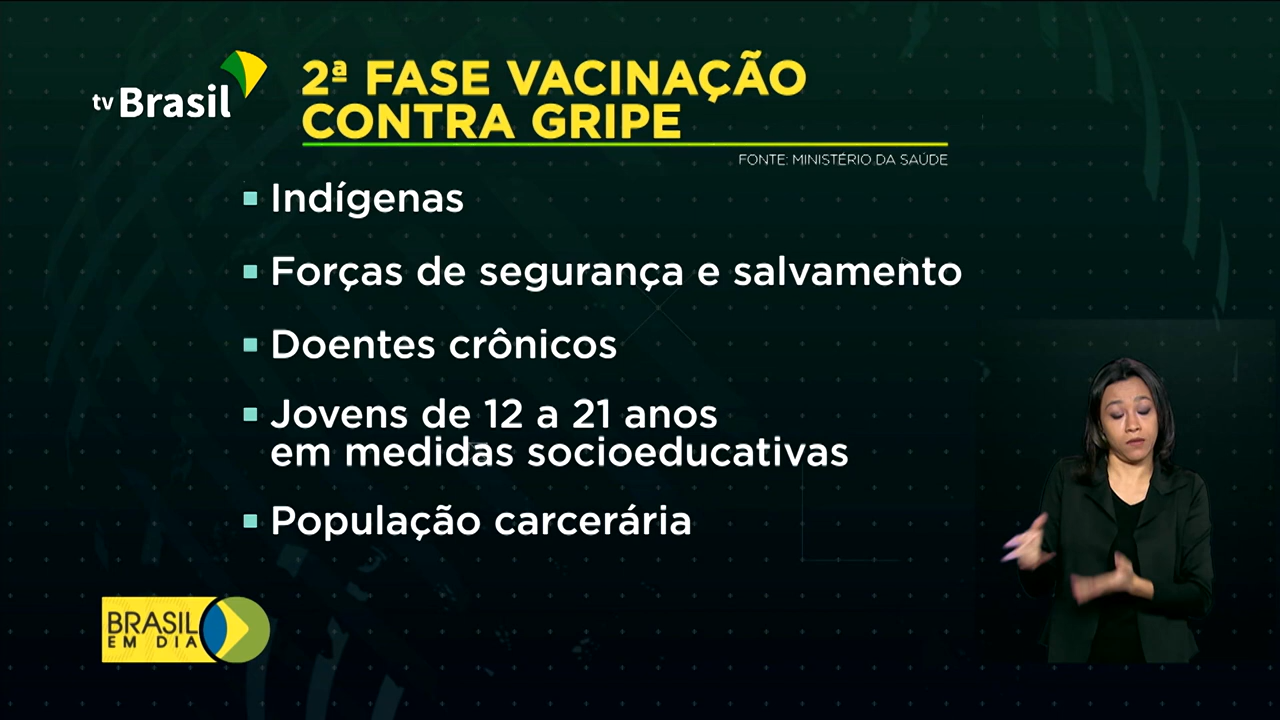 tv Brasil
2ª FASE VACINAÇÃO
CONTRA GRIPE
FONTE: MINISTÉRIO DA SAÚDE
Indígenas
Forças de segurança e salvamento
Doentes crônicos
Jovens de 12 a 21 anos
em medidas socioeducativas
População carcerária
BRASIL
EM DIA